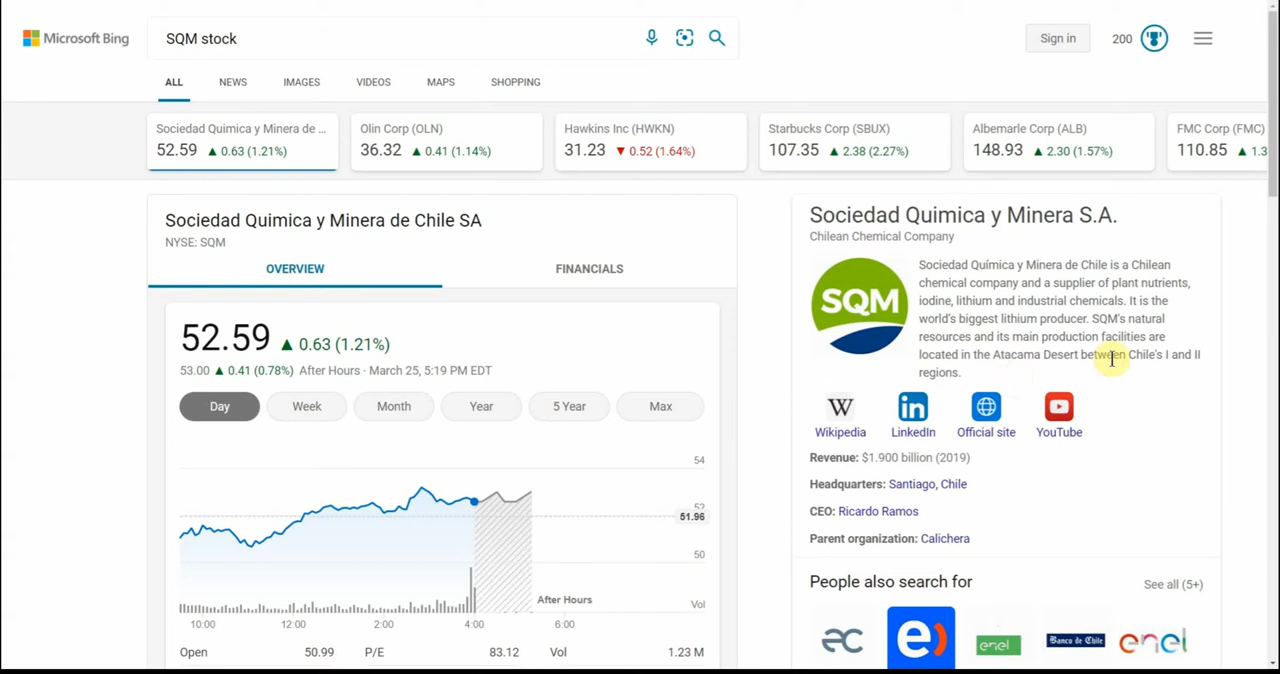 Microsoft Bing
SQM stock
Sign in
200
ALL
NEWS
IMAGES
VIDEOS
MAPS
SHOPPING
Sociedad Quimica y Minera de ...
52.59 ▲ 0.63 (1.21%)
Olin Corp (OLN)
36.32 ▲ 0.41 (1.14%)
Hawkins Inc (HWKN)
31.23 ▼ 0.52 (1.64%)
Starbucks Corp (SBUX)
107.35 ▲ 2.38 (2.27%)
Albemarle Corp (ALB)
148.93 ▲ 2.30 (1.57%)
FMC Corp (FMC)
110.85 ▲ 1.3
Sociedad Quimica y Minera de Chile SA
NYSE: SQM
OVERVIEW
FINANCIALS
52.59 ▲ 0.63 (1.21%)
53.00 ▲ 0.41 (0.78%) After Hours · March 25, 5:19 PM EDT
Day
Week
Month
Year
5 Year
Max
54
52
51.96
50
After Hours
Vol
10:00
12:00
2:00
4:00
6:00
Open 50.99
P/E 83.12
Vol 1.23 M
Sociedad Quimica y Minera S.A.
Chilean Chemical Company
SQM
Sociedad Química y Minera de Chile is a Chilean
chemical company and a supplier of plant nutrients,
iodine, lithium and industrial chemicals. It is the
world's biggest lithium producer. SQM's natural
resources and its main production facilities are
located in the Atacama Desert between Chile's I and II
regions.
W
Wikipedia
in
LinkedIn
Official site
YouTube
Revenue: $1.900 billion (2019)
Headquarters: Santiago, Chile
CEO: Ricardo Ramos
Parent organization: Calichera
People also search for
See all (5+)
e
enel
Banco de Chile
enel